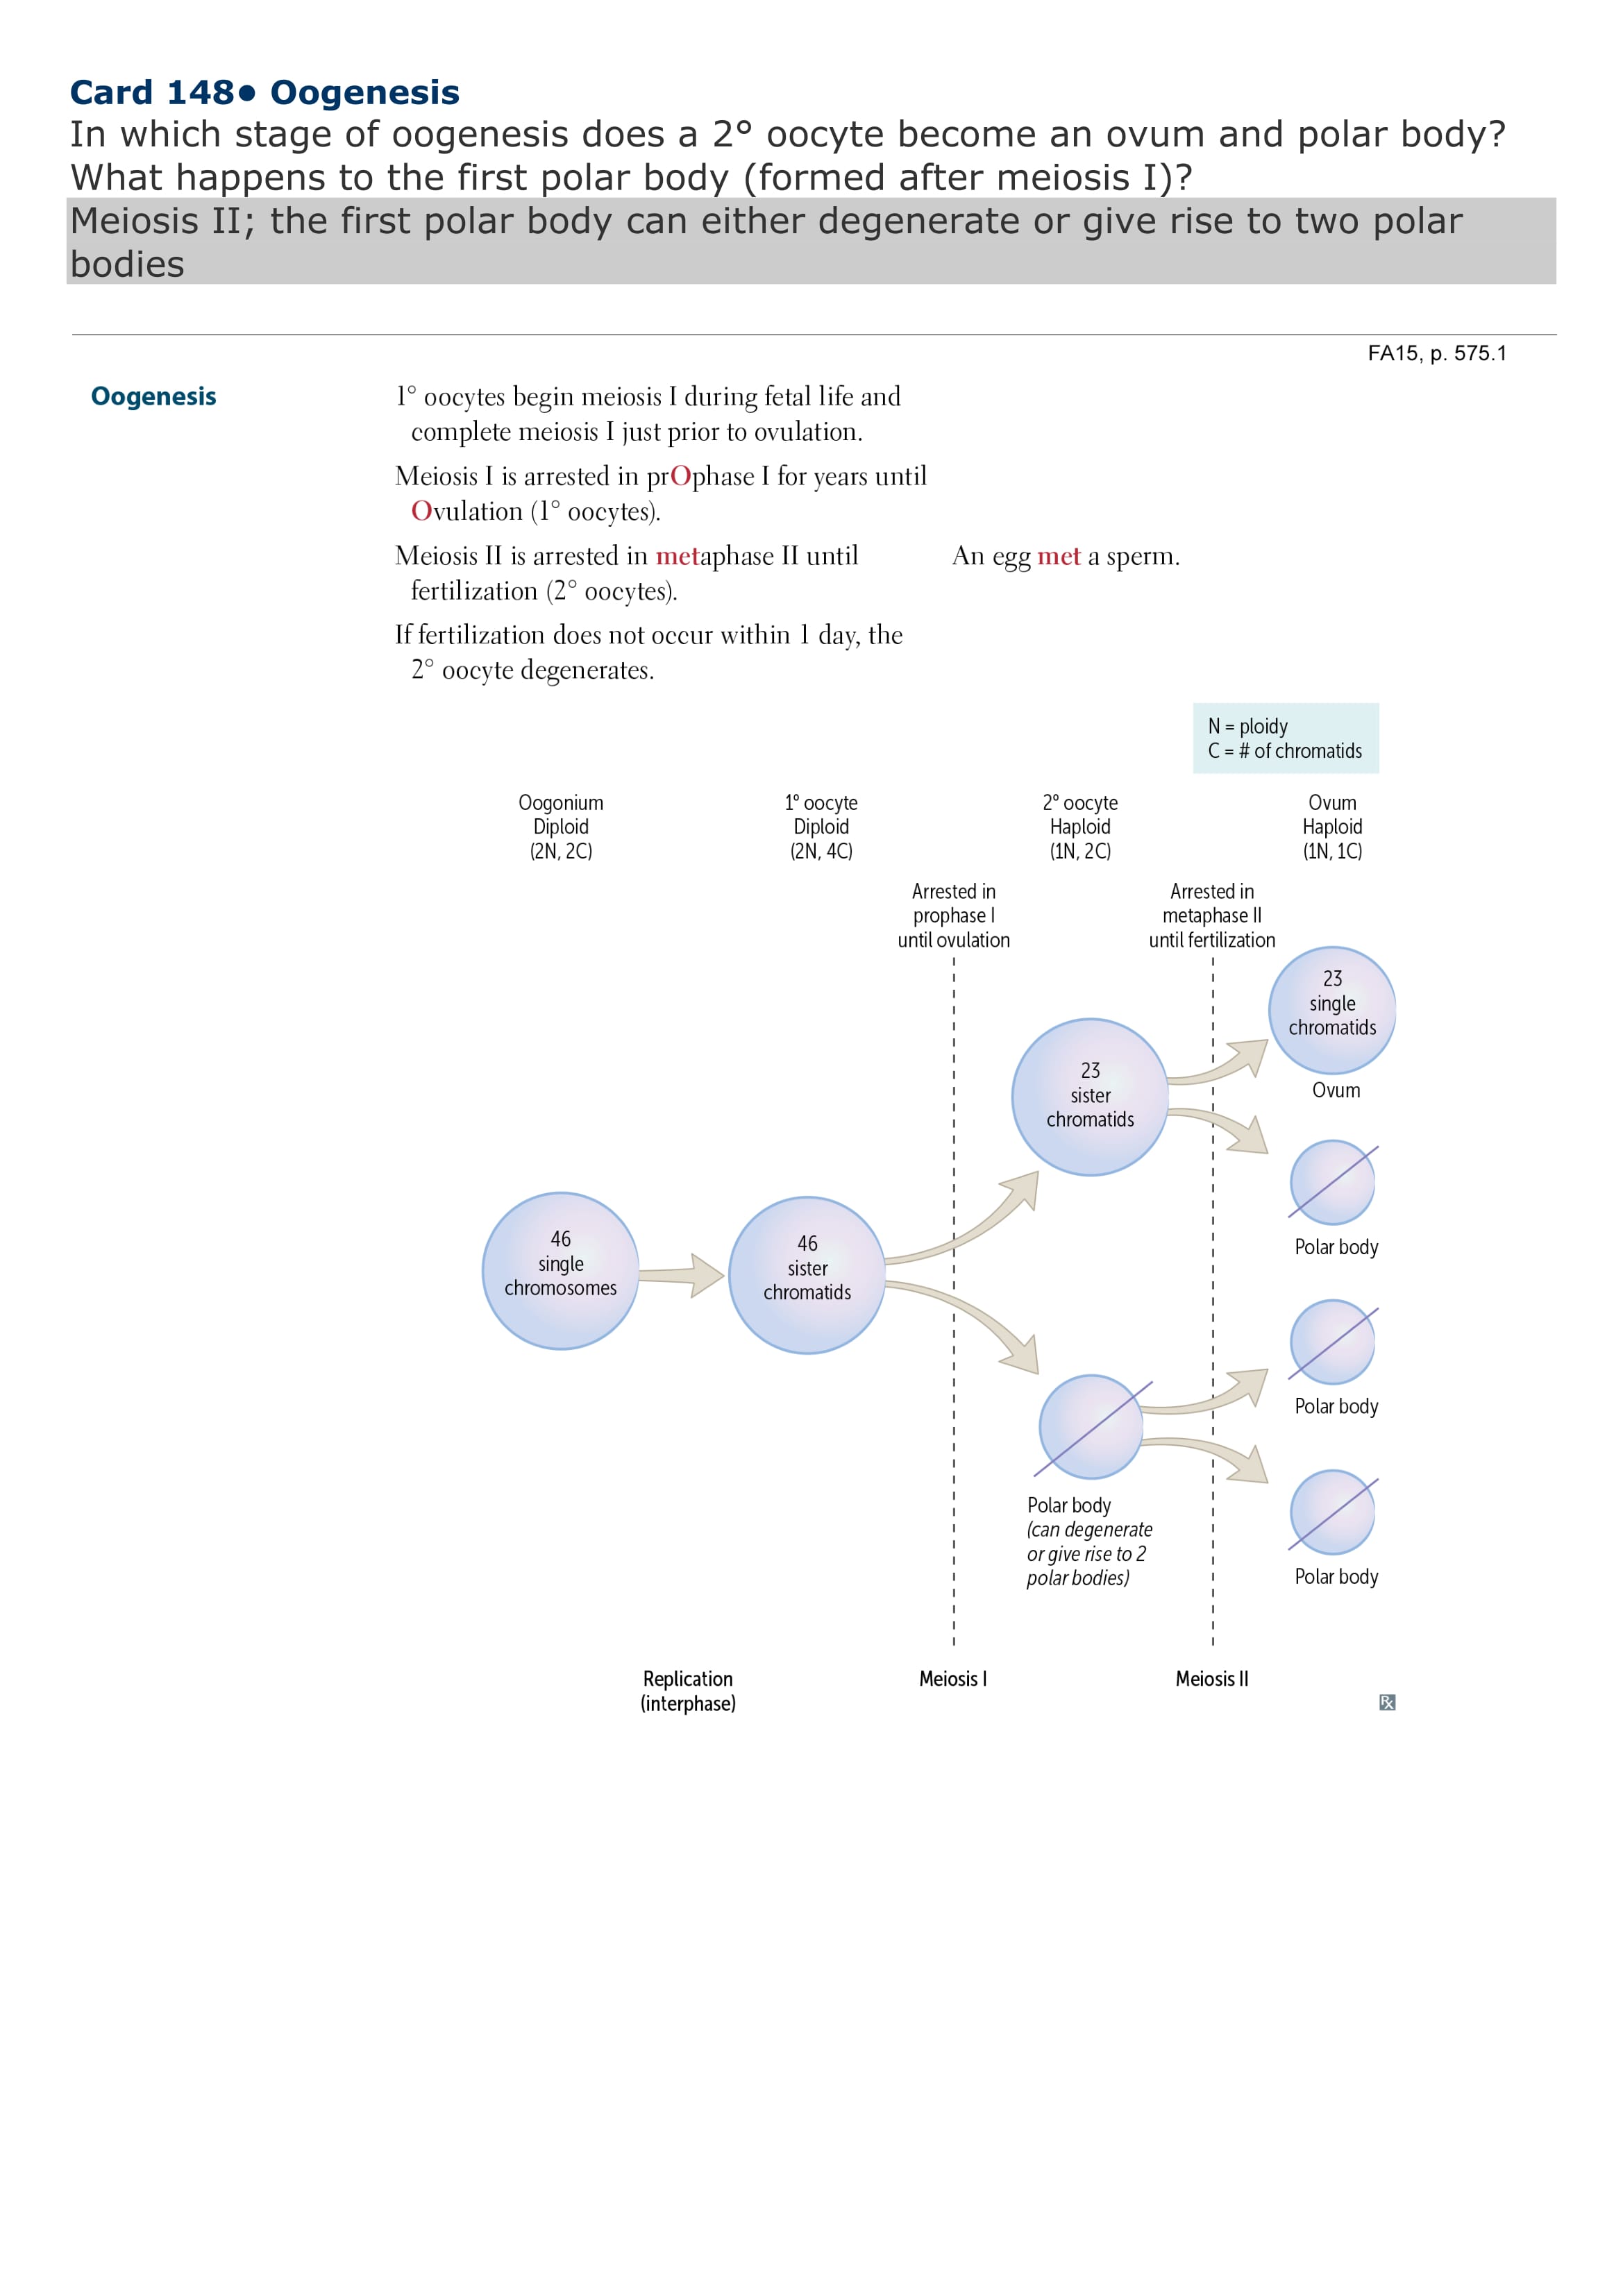 Card 148• Oogenesis
In which stage of oogenesis does a 2° oocyte become an ovum and polar body?
What happens to the first polar body (formed after meiosis I)?
Meiosis II; the first polar body can either degenerate or give rise to two polar
bodies
FA15, p. 575.1
Oogenesis
1° oocytes begin meiosis I during fetal life and
complete meiosis I just prior to ovulation.
Meiosis I is arrested in prOphase I for years until
Ovulation (1° oocytes).
Meiosis II is arrested in metaphase II until
fertilization (2° oocytes).
An egg met a sperm.
If fertilization does not occur within 1 day, the
2° oocyte degenerates.
N = ploidy
C = # of chromatids
Oogonium
Diploid
(2N, 2C)
1° oocyte
Diploid
(2N, 4C)
2° oocyte
Haploid
(1N, 2C)
Ovum
Haploid
(1N, 1C)
Arrested in
prophase I
until ovulation
Arrested in
metaphase II
until fertilization
46
single
chromosomes
46
sister
chromatids
23
sister
chromatids
23
single
chromatids
Ovum
Polar body
Polar body
Polar body
(can degenerate
or give rise to 2
polar bodies)
Polar body
Replication
(interphase)
Meiosis I
Meiosis II
Rx